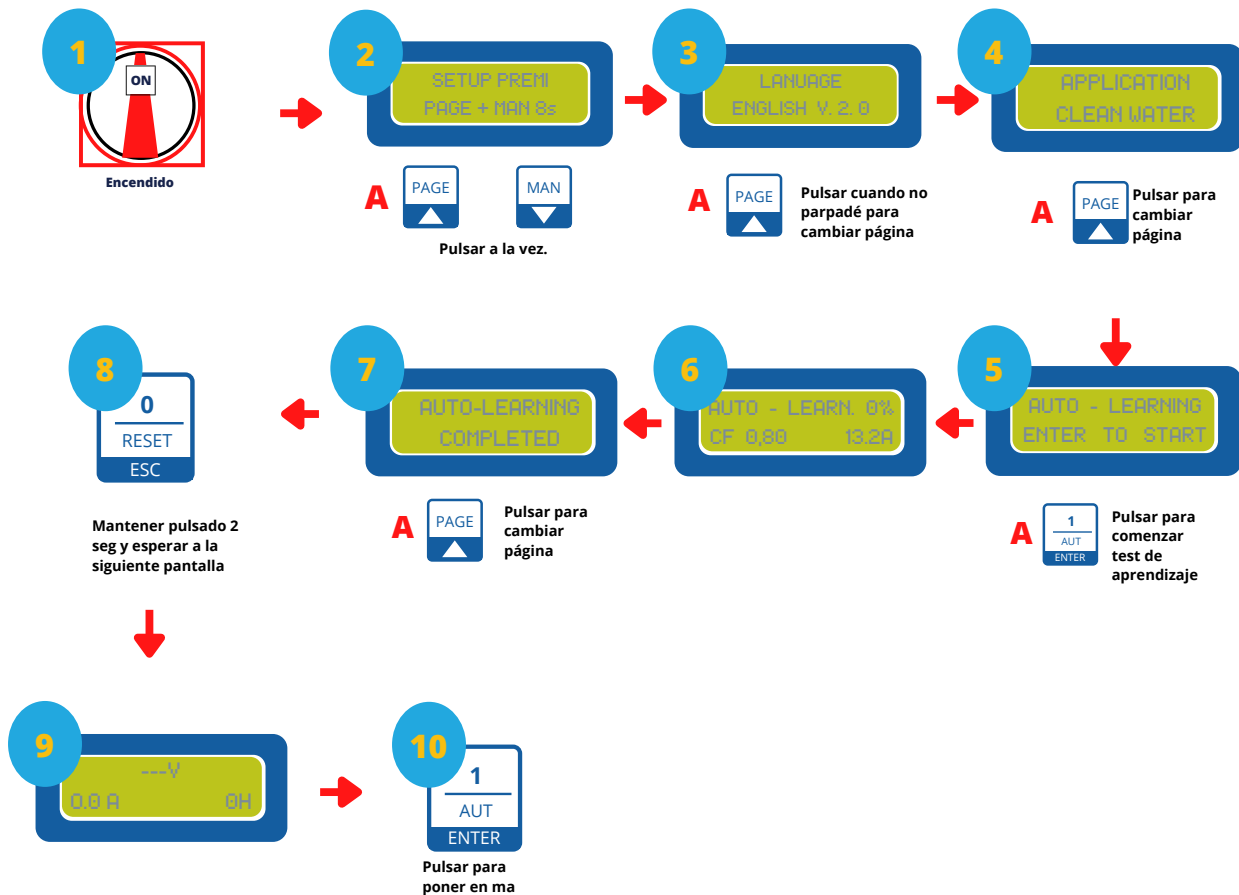 1
ON
Encendido
2
SETUP PREMI
PAGE + MAN 8s
A
PAGE
MAN
Pulsar a la vez.
3
LANUAGE
ENGLISH V. 2. 0
A
PAGE
Pulsar cuando no
parpadé para
cambiar página
4
APPLICATION
CLEAN WATER
A
PAGE
Pulsar para
cambiar
página
5
AUTO - LEARNING
ENTER TO START
A
1
AUT
ENTER
Pulsar para
comenzar
test de
aprendizaje
6
AUTO - LEARN. 0%
CF 0,80 13.2A
7
AUTO-LEARNING
COMPLETED
A
PAGE
Pulsar para
cambiar
página
8
0
RESET
ESC
Mantener pulsado 2
seg y esperar a la
siguiente pantalla
9
---V
0.0 A 0H
10
1
AUT
ENTER
Pulsar para
poner en ma